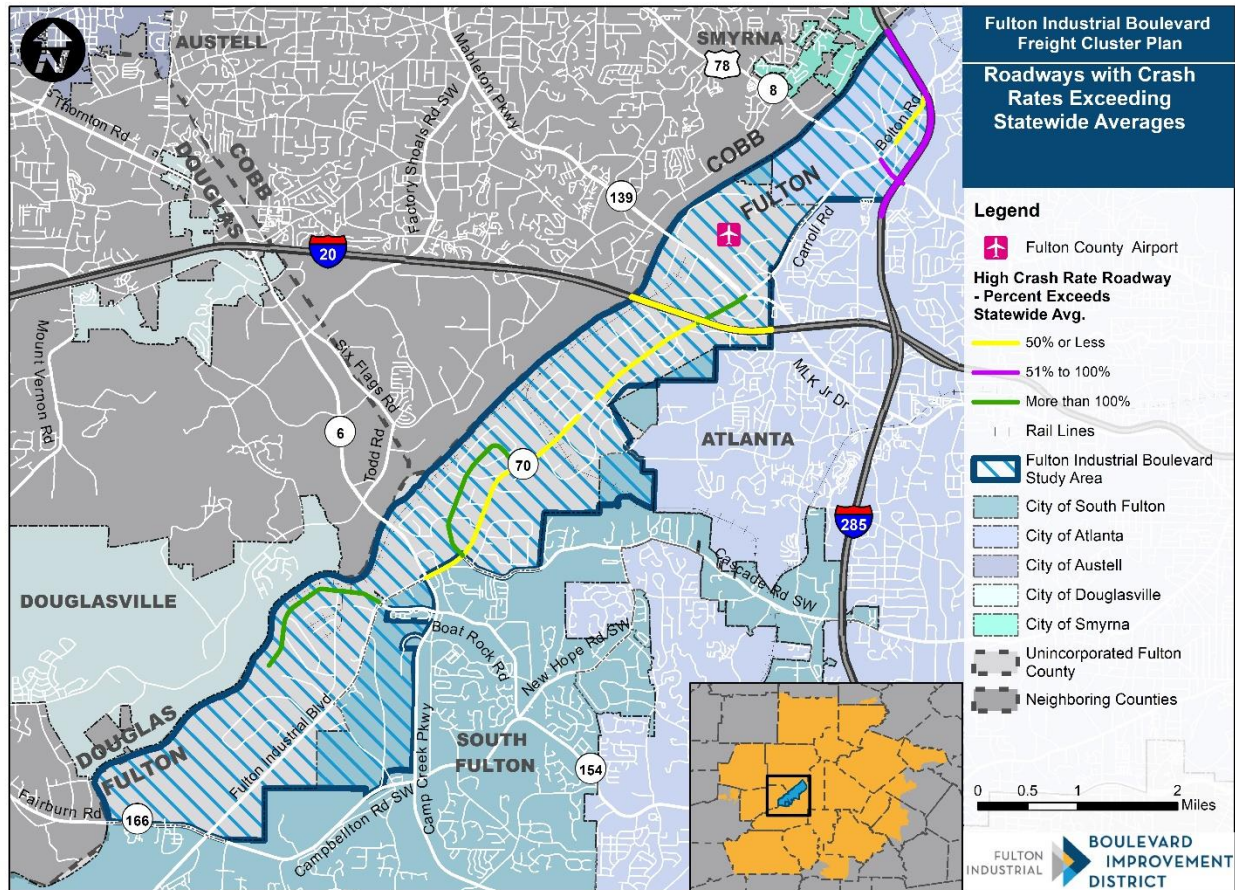 Fulton Industrial Boulevard
Freight Cluster Plan
Roadways with Crash
Rates Exceeding
Statewide Averages
Legend
Fulton County Airport
High Crash Rate Roadway
- Percent Exceeds
Statewide Avg.
50% or Less
51% to 100%
More than 100%
Rail Lines
Fulton Industrial Boulevard
Study Area
City of South Fulton
City of Atlanta
City of Austell
City of Douglasville
City of Smyrna
Unincorporated Fulton
County
Neighboring Counties
0 0.5 1 2
Miles
FULTON
INDUSTRIAL
BOULEVARD
IMPROVEMENT
DISTRICT
N
AUSTELL
SMYRNA
78
8
Thornton Rd
Mableton Pkwy
Factory Shoals Rd SW
COBB
DOUGLAS
COBB
FULTON
Bolton Rd
139
Carroll Rd
20
Mount Vernon Rd
Six Flags Rd
6
Todd Rd
MLK Jr Dr
ATLANTA
70
285
DOUGLASVILLE
Cascade Rd SW
Boat Rock Rd
New Hope Rd SW
DOUGLAS
FULTON
Fulton Industrial Blvd
Camp Creek Pkwy
SOUTH
FULTON
154
Fairburn Rd
166
Campbellton Rd SW